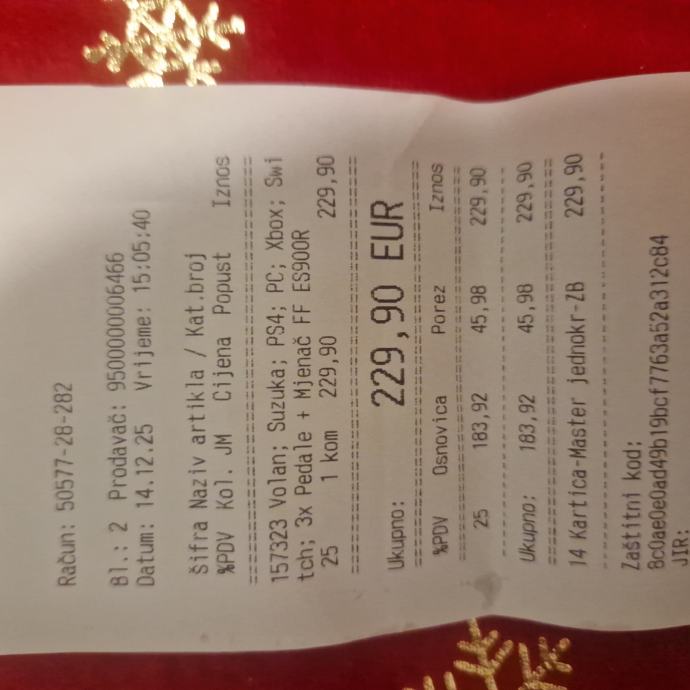 Račun: 50577-28-282
Bl.: 2 Prodavač: 9500000006466
Datum: 14.12.25 Vrijeme: 15:05:40
Šifra Naziv artikla / Kat.broj
%PDV Kol. JM Cijena Popust Iznos
157323 Volan; Suzuka; PS4; PC; Xbox; Swi
tch; 3x Pedale + Mjenač FF ES900R
25 1 kom 229,90 229,90
Ukupno: 229,90 EUR
%PDV Osnovica Porez Iznos
25 183,92 45,98 229,90
Ukupno: 183,92 45,98 229,90
14 Kartica-Master jednokr-ZB 229,90
Zaštitni kod:
8c0ae0e0ad49b19bcf7763a52a312c84
JIR: